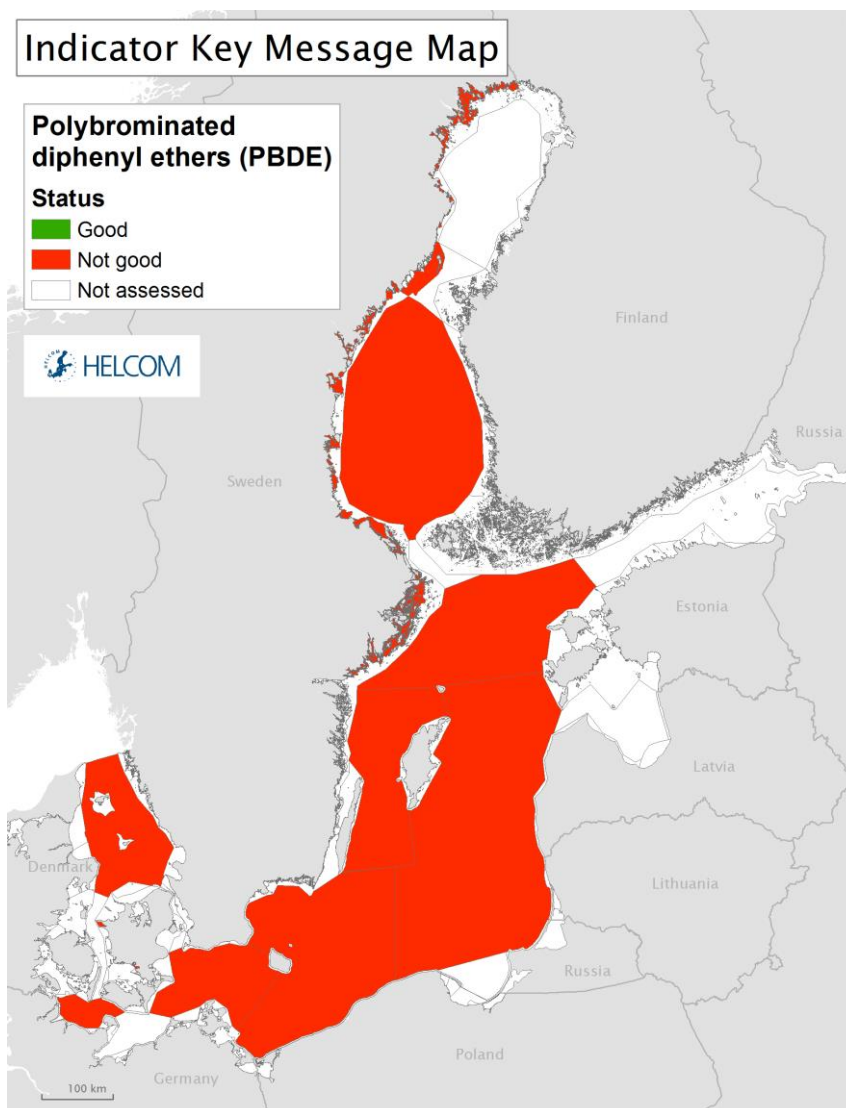 Indicator Key Message Map
Polybrominated
diphenyl ethers (PBDE)
Status
Good
Not good
Not assessed
HELCOM
Finland
Russia
Sweden
Estonia
Latvia
Denmark
Lithuania
Russia
Poland
Germany
100 km